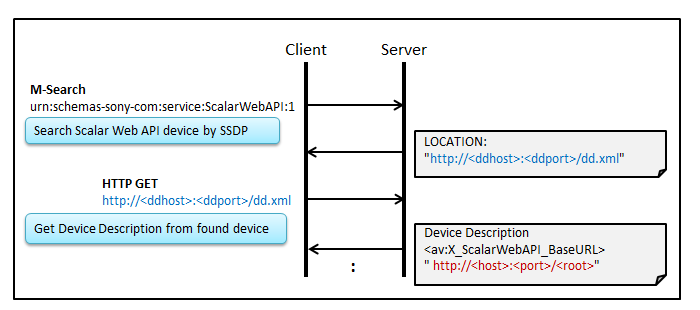 Client
Server
M-Search
urn:schemas-sony-com:service:ScalarWebAPI:1
Search Scalar Web API device by SSDP
LOCATION:
"http://<ddhost>:<ddport>/dd.xml"
HTTP GET
http://<ddhost>:<ddport>/dd.xml
Get Device Description from found device
Device Description
<av:X_ScalarWebAPI_BaseURL>
" http://<host>:<port>/<root>"
: